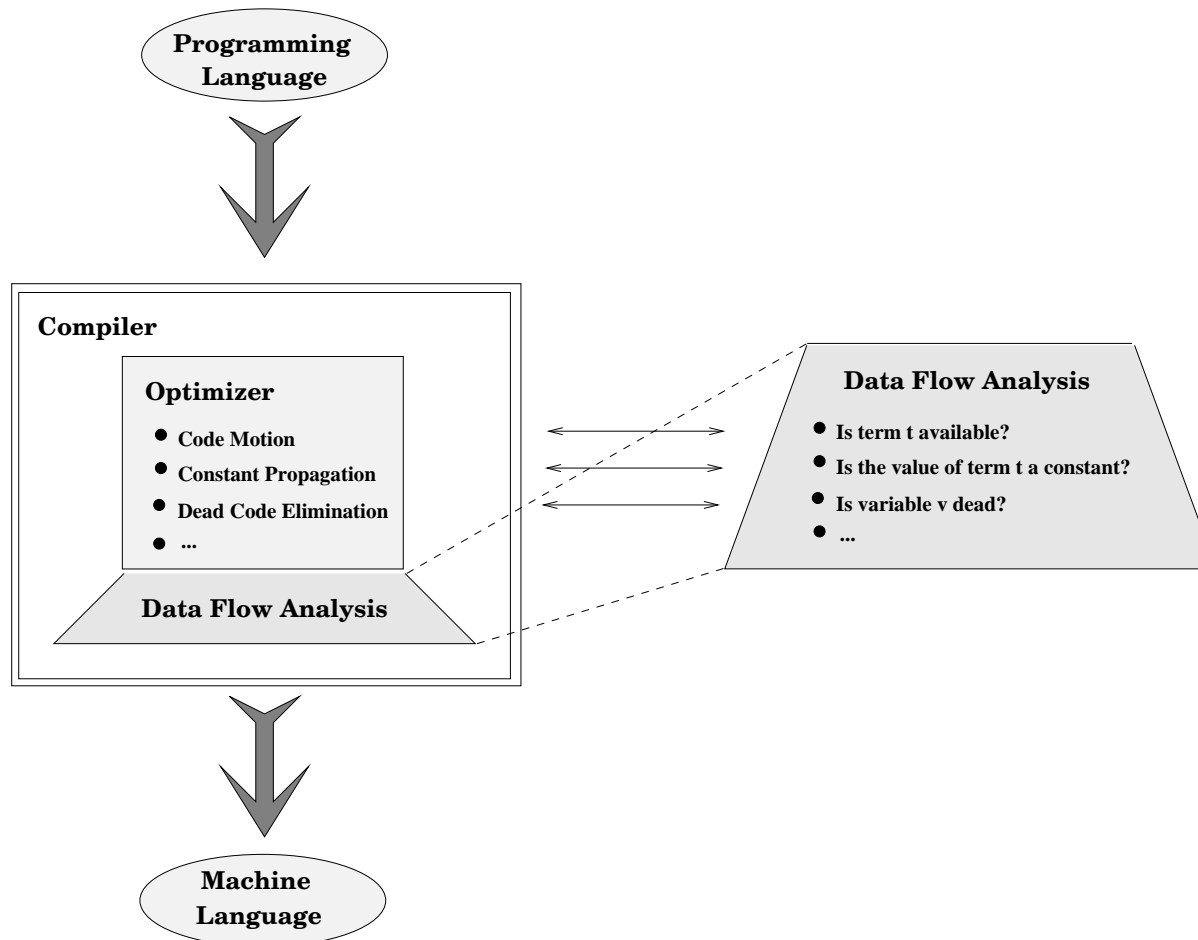 Programming
Language
Compiler
Optimizer
● Code Motion
● Constant Propagation
● Dead Code Elimination
● ...
Data Flow Analysis
Data Flow Analysis
● Is term t available?
● Is the value of term t a constant?
● Is variable v dead?
● ...
Machine
Language